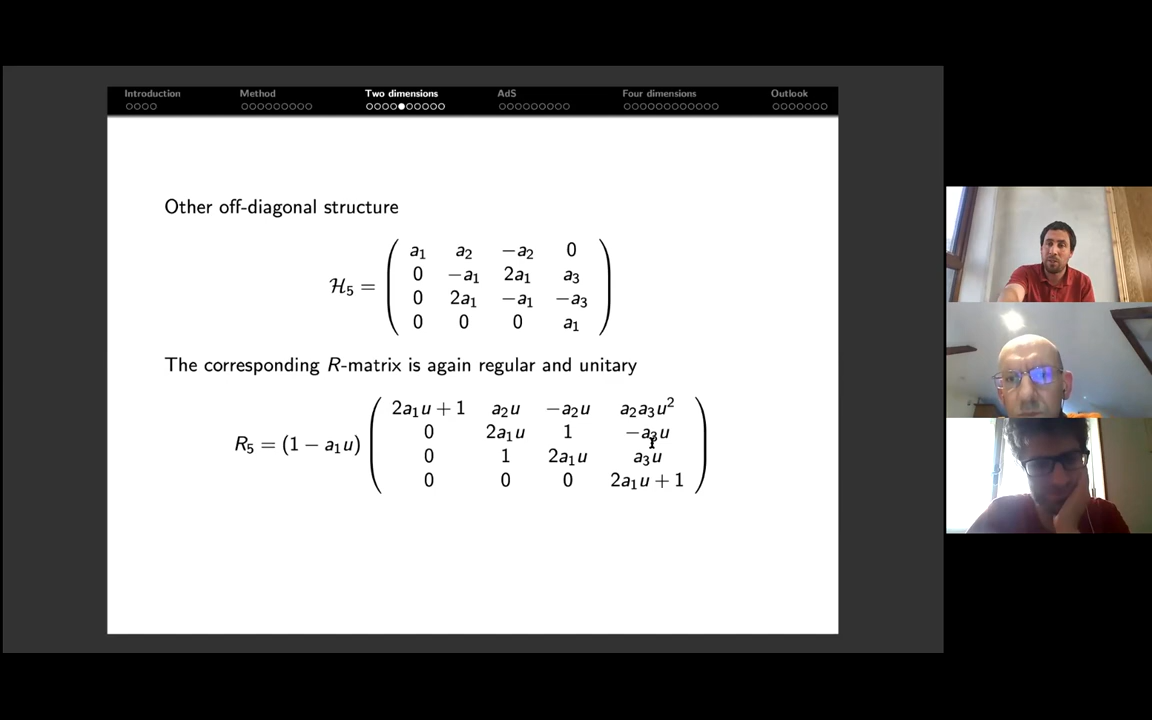 Introduction Method Two dimensions AdS Four dimensions Outlook
Other off-diagonal structure
ℋ₅ = ( a₁ a₂ −a₂ 0
0 −a₁ 2a₁ a₃
0 2a₁ −a₁ −a₃
0 0 0 a₁ )
The corresponding R-matrix is again regular and unitary
R₅ = (1 − a₁u) ( 2a₁u + 1 a₂u −a₂u a₂a₃u²
0 2a₁u 1 −a₃u
0 1 2a₁u a₃u
0 0 0 2a₁u + 1 )